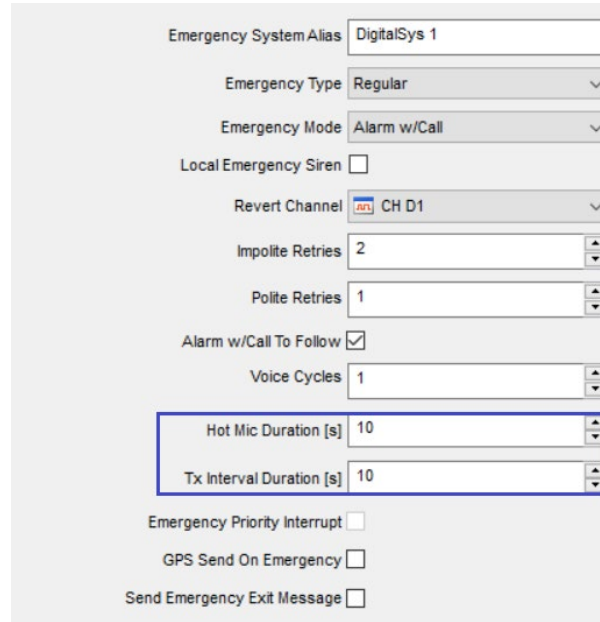 Emergency System Alias DigitalSys 1
Emergency Type Regular
Emergency Mode Alarm w/Call
Local Emergency Siren
Revert Channel CH D1
Impolite Retries 2
Polite Retries 1
Alarm w/Call To Follow
Voice Cycles 1
Hot Mic Duration [s] 10
Tx Interval Duration [s] 10
Emergency Priority Interrupt
GPS Send On Emergency
Send Emergency Exit Message